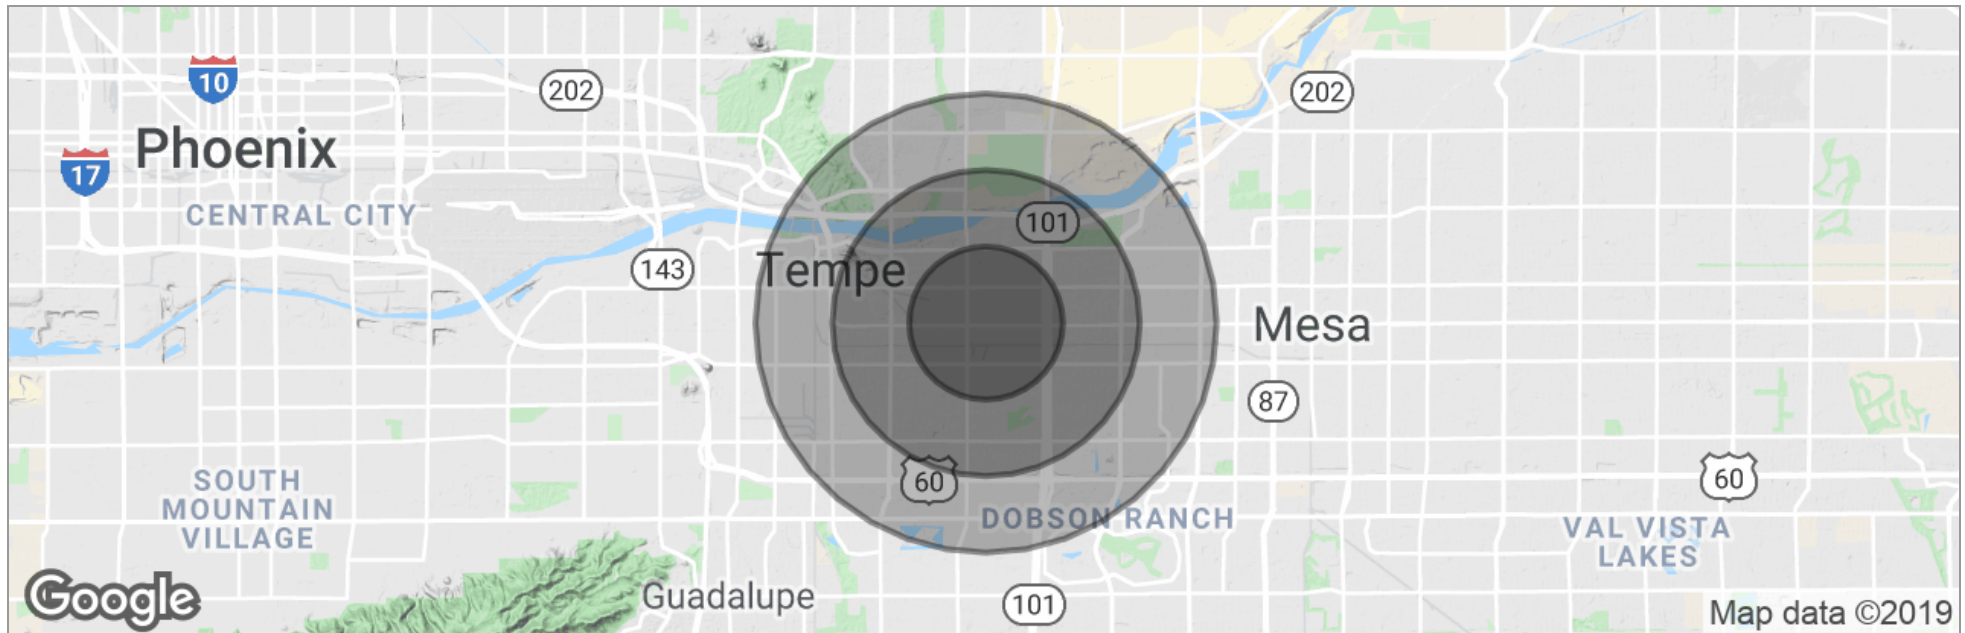 10
202
202
Phoenix
17
CENTRAL CITY
101
143
Tempe
Mesa
87
60
60
SOUTH
MOUNTAIN
VILLAGE
DOBSON RANCH
VAL VISTA
LAKES
Google
Guadalupe
101
Map data ©2019